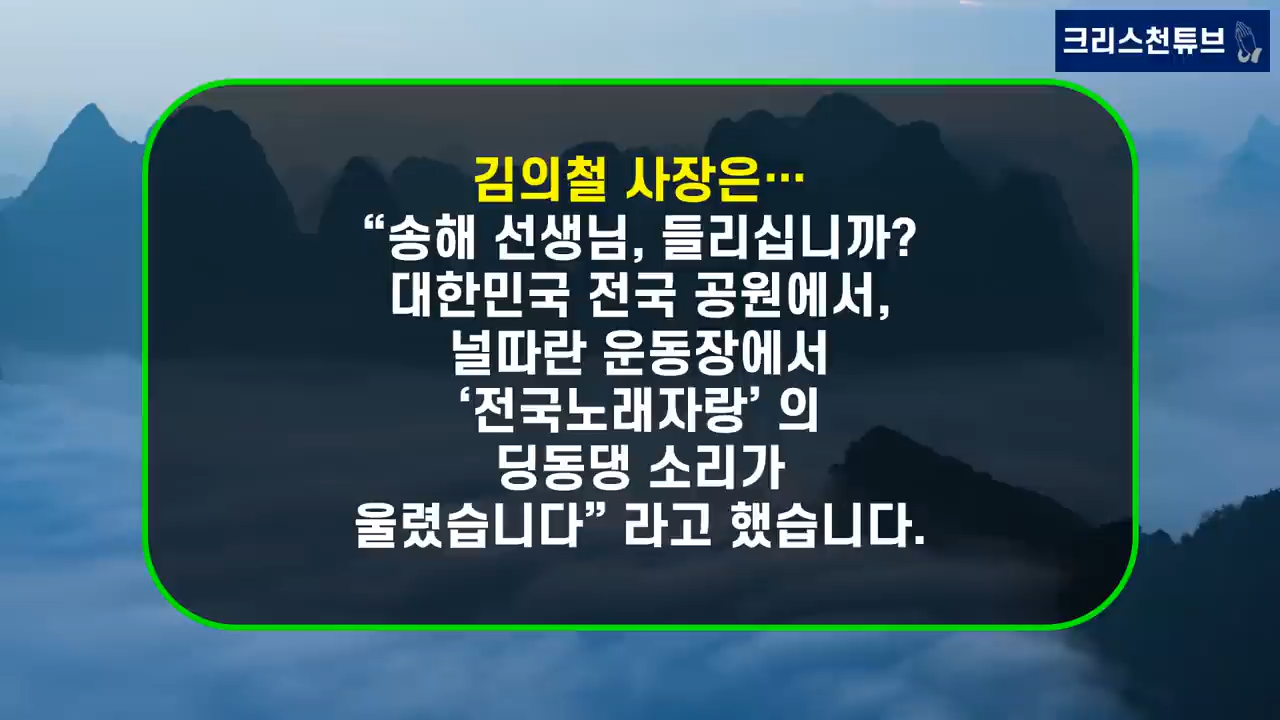 크리스천튜브
김의철 사장은…
“송해 선생님, 들리십니까?
대한민국 전국 공원에서,
널따란 운동장에서
‘전국노래자랑’ 의
딩동댕 소리가
울렸습니다” 라고 했습니다.